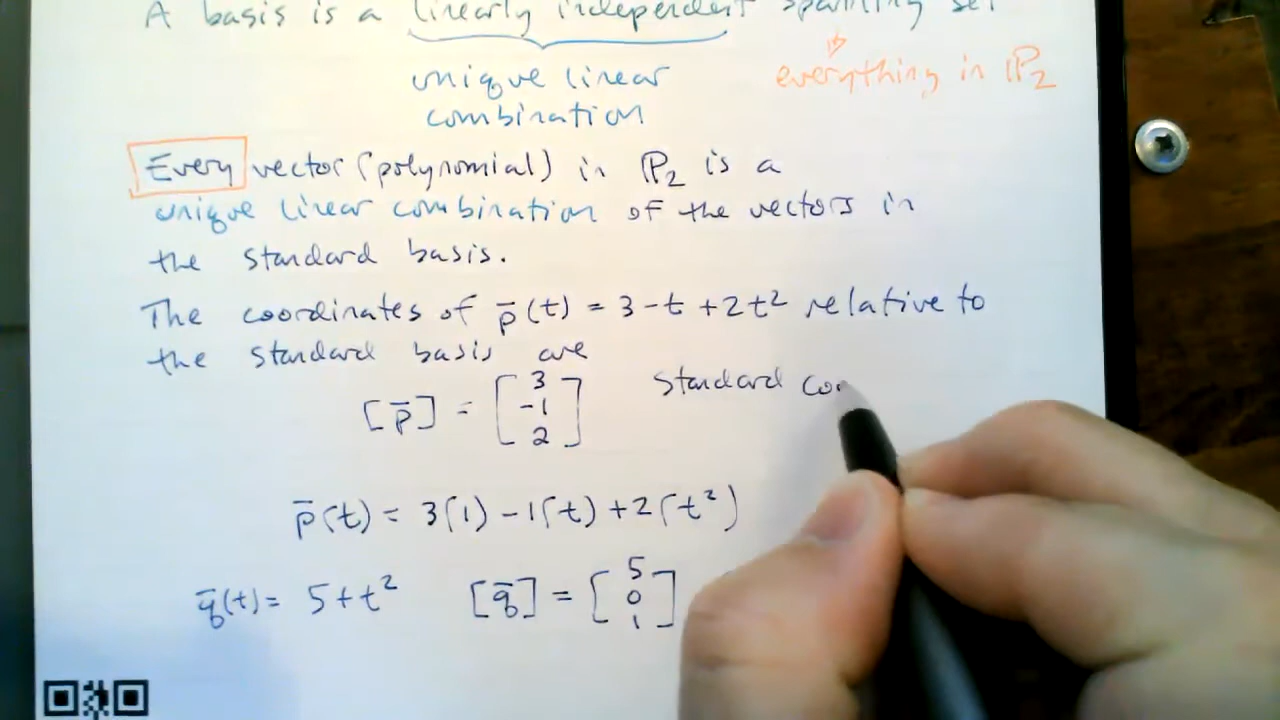 A basis is a linearly independent spanning set
unique linear
combination
everything in ℙ₂
Every vector (polynomial) in ℙ₂ is a
unique linear combination of the vectors in
the standard basis.
The coordinates of p̄(t) = 3 - t + 2t² relative to
the standard basis are
[p̄] = [3 -1 2]
standard co
p̄(t) = 3(1) - 1(t) + 2(t²)
q̄(t) = 5 + t² [q̄] = [5 0 1]